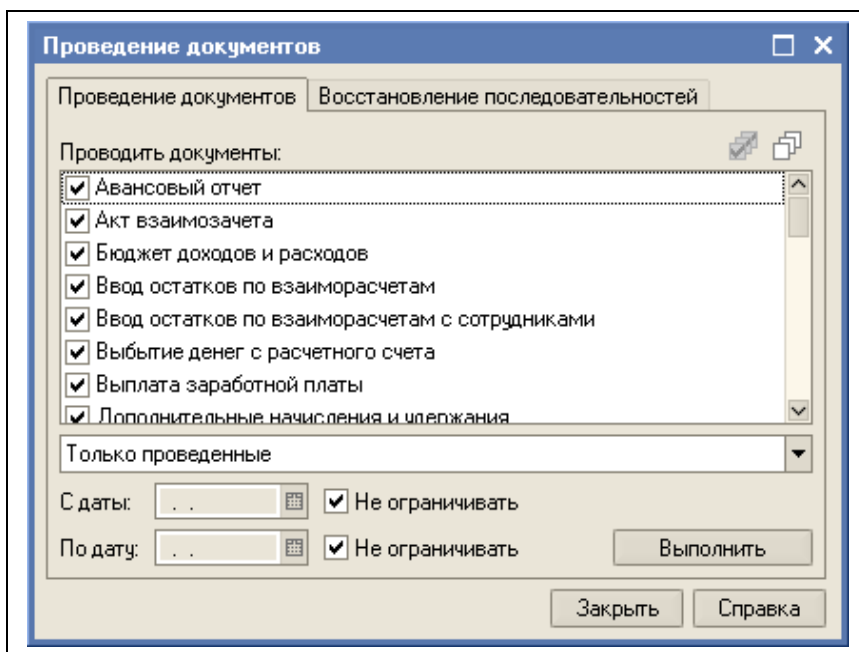 Проведение документов
Проведение документов Восстановление последовательностей
Проводить документы:
Авансовый отчет
Акт взаимозачета
Бюджет доходов и расходов
Ввод остатков по взаиморасчетам
Ввод остатков по взаиморасчетам с сотрудниками
Выбытие денег с расчетного счета
Выплата заработной платы
Дополнительные начисления и удержания
Только проведенные
С даты: . . Не ограничивать
По дату: . . Не ограничивать Выполнить
Закрыть Справка